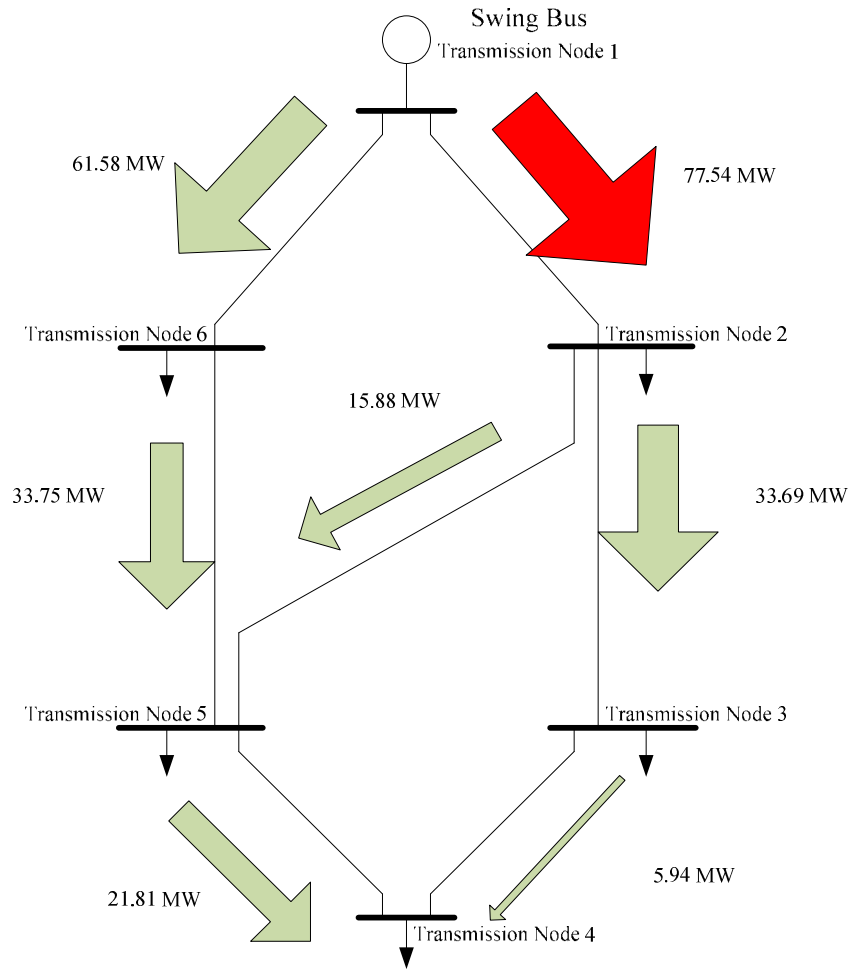 Swing Bus
Transmission Node 1
61.58 MW
77.54 MW
Transmission Node 6
Transmission Node 2
15.88 MW
33.75 MW
33.69 MW
Transmission Node 5
Transmission Node 3
21.81 MW
5.94 MW
Transmission Node 4